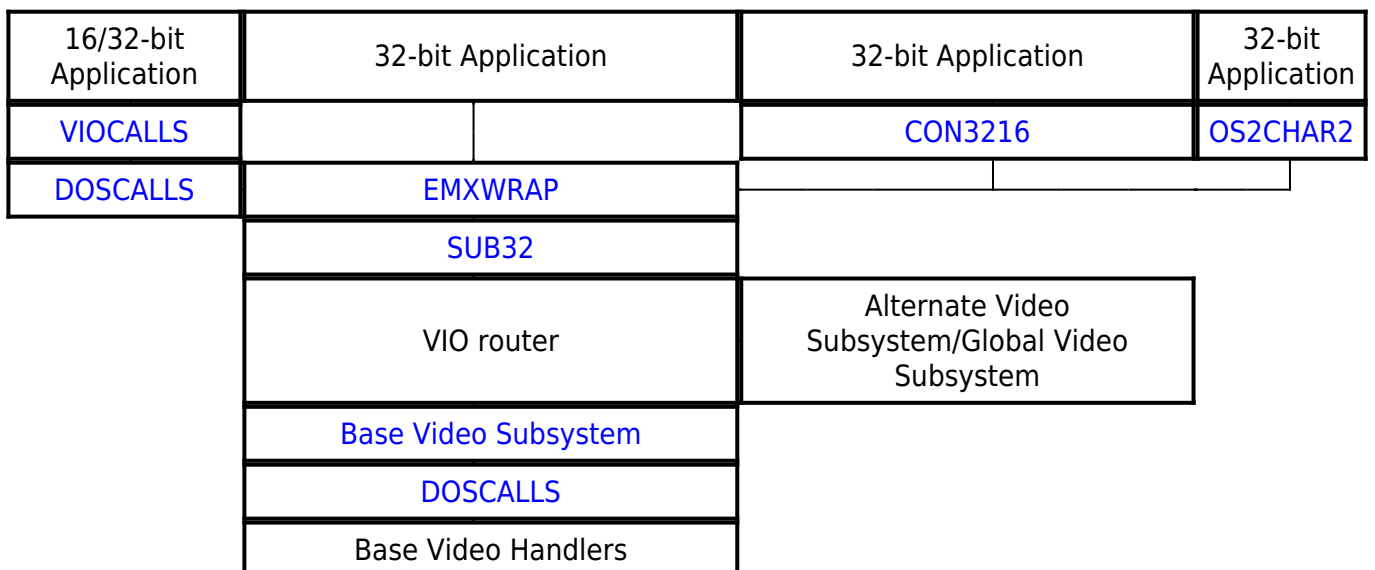 16/32-bit
Application
32-bit Application
32-bit Application
32-bit
Application
VIOCALLS
CON3216
OS2CHAR2
DOSCALLS
EMXWRAP
SUB32
VIO router
Alternate Video
Subsystem/Global Video
Subsystem
Base Video Subsystem
DOSCALLS
Base Video Handlers